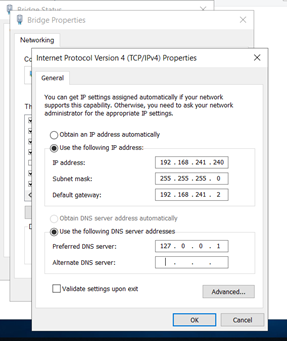 Bridge Status
Bridge Properties
Networking
Internet Protocol Version 4 (TCP/IPv4) Properties
General
You can get IP settings assigned automatically if your network
supports this capability. Otherwise, you need to ask your network
administrator for the appropriate IP settings.
Obtain an IP address automatically
Use the following IP address:
IP address:
192 . 168 . 241 . 240
Subnet mask:
255 . 255 . 255 . 0
Default gateway:
192 . 168 . 241 . 2
Obtain DNS server address automatically
Use the following DNS server addresses
Preferred DNS server:
127 . 0 . 0 . 1
Alternate DNS server:
. . .
Validate settings upon exit
Advanced...
OK
Cancel